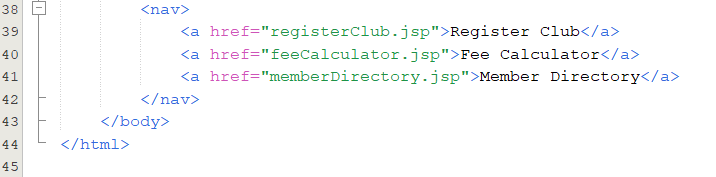 38 <nav>
39 <a href="registerClub.jsp">Register Club</a>
40 <a href="feeCalculator.jsp">Fee Calculator</a>
41 <a href="memberDirectory.jsp">Member Directory</a>
42 </nav>
43 </body>
44 </html>
45